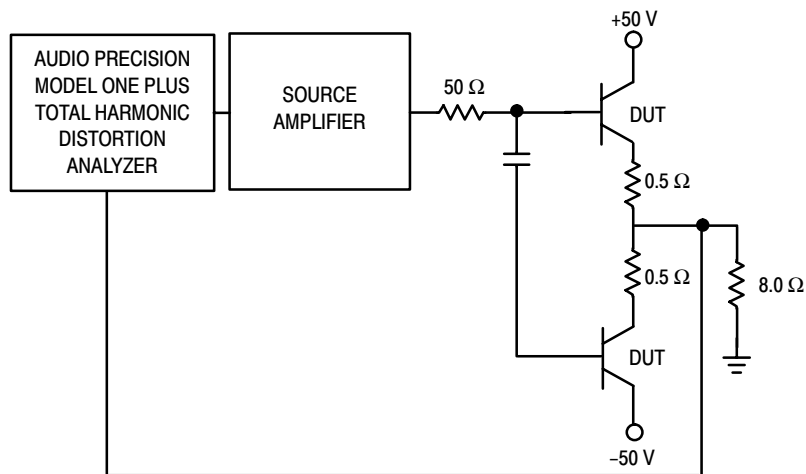 AUDIO PRECISION
MODEL ONE PLUS
TOTAL HARMONIC
DISTORTION
ANALYZER
SOURCE
AMPLIFIER
50 Ω
+50 V
DUT
0.5 Ω
0.5 Ω
8.0 Ω
DUT
–50 V